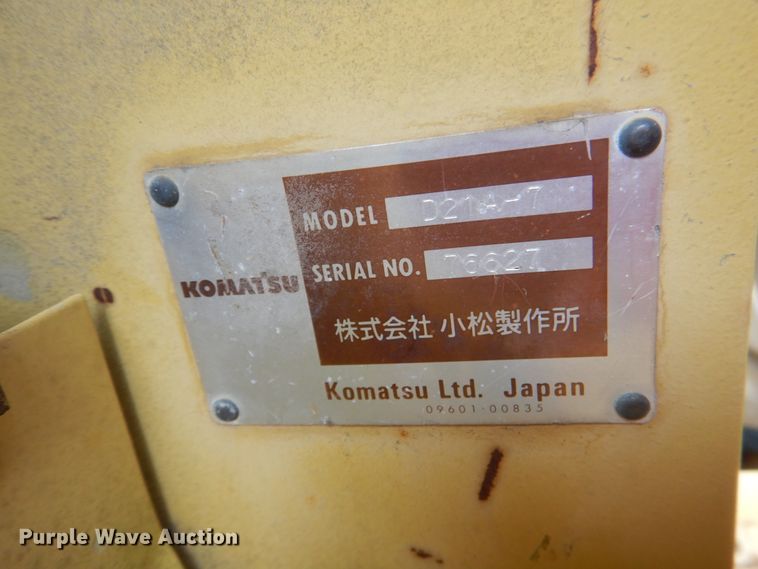 MODEL D21A-7
SERIAL NO. 76627
KOMATSU
株式会社 小松製作所
Komatsu Ltd. Japan
09601-00835
Purple Wave Auction